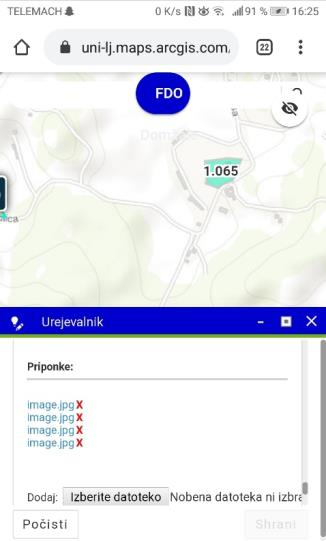 TELEMACH 0 K/s 91 % 16:25
uni-lj.maps.arcgis.com 22
FDO
1.065
Urejevalnik
Priponke:
image.jpg X
image.jpg X
image.jpg X
image.jpg X
Dodaj: Izberite datoteko Nobena datoteka ni izbra
Počisti Shrani